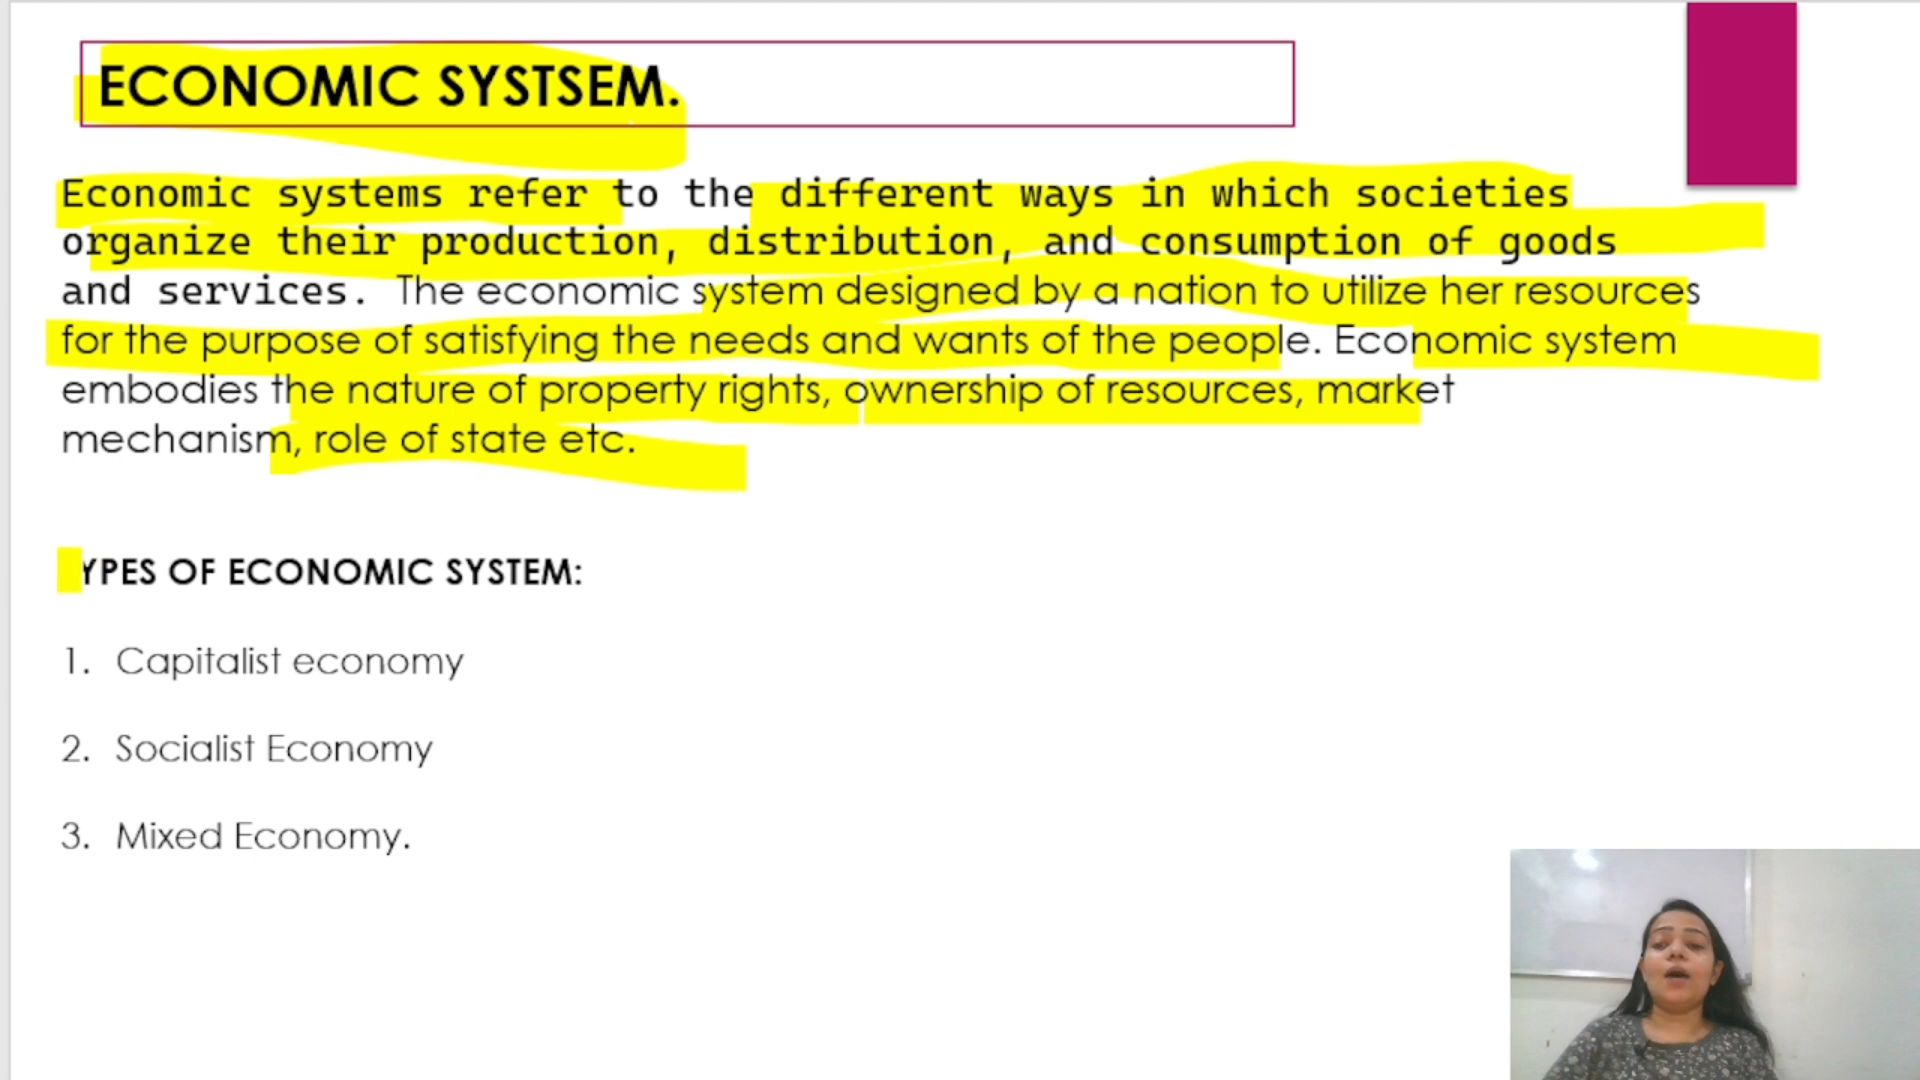 ECONOMIC SYSTSEM.
Economic systems refer to the different ways in which societies
organize their production, distribution, and consumption of goods
and services. The economic system designed by a nation to utilize her resources
for the purpose of satisfying the needs and wants of the people. Economic system
embodies the nature of property rights, ownership of resources, market
mechanism, role of state etc.
YPES OF ECONOMIC SYSTEM:
1. Capitalist economy
2. Socialist Economy
3. Mixed Economy.